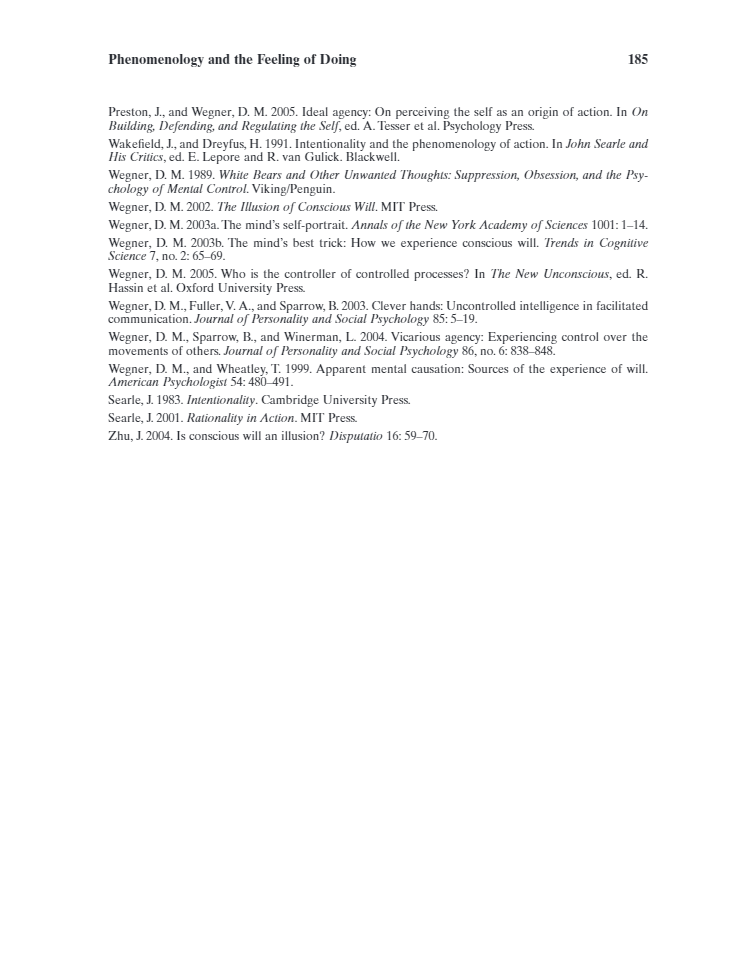 Phenomenology and the Feeling of Doing 185
Preston, J., and Wegner, D. M. 2005. Ideal agency: On perceiving the self as an origin of action. In On
Building, Defending, and Regulating the Self, ed. A. Tesser et al. Psychology Press.
Wakefield, J., and Dreyfus, H. 1991. Intentionality and the phenomenology of action. In John Searle and
His Critics, ed. E. Lepore and R. van Gulick. Blackwell.
Wegner, D. M. 1989. White Bears and Other Unwanted Thoughts: Suppression, Obsession, and the Psy-
chology of Mental Control. Viking/Penguin.
Wegner, D. M. 2002. The Illusion of Conscious Will. MIT Press.
Wegner, D. M. 2003a. The mind's self-portrait. Annals of the New York Academy of Sciences 1001: 1–14.
Wegner, D. M. 2003b. The mind's best trick: How we experience conscious will. Trends in Cognitive
Science 7, no. 2: 65–69.
Wegner, D. M. 2005. Who is the controller of controlled processes? In The New Unconscious, ed. R.
Hassin et al. Oxford University Press.
Wegner, D. M., Fuller, V. A., and Sparrow, B. 2003. Clever hands: Uncontrolled intelligence in facilitated
communication. Journal of Personality and Social Psychology 85: 5–19.
Wegner, D. M., Sparrow, B., and Winerman, L. 2004. Vicarious agency: Experiencing control over the
movements of others. Journal of Personality and Social Psychology 86, no. 6: 838–848.
Wegner, D. M., and Wheatley, T. 1999. Apparent mental causation: Sources of the experience of will.
American Psychologist 54: 480–491.
Searle, J. 1983. Intentionality. Cambridge University Press.
Searle, J. 2001. Rationality in Action. MIT Press.
Zhu, J. 2004. Is conscious will an illusion? Disputatio 16: 59–70.